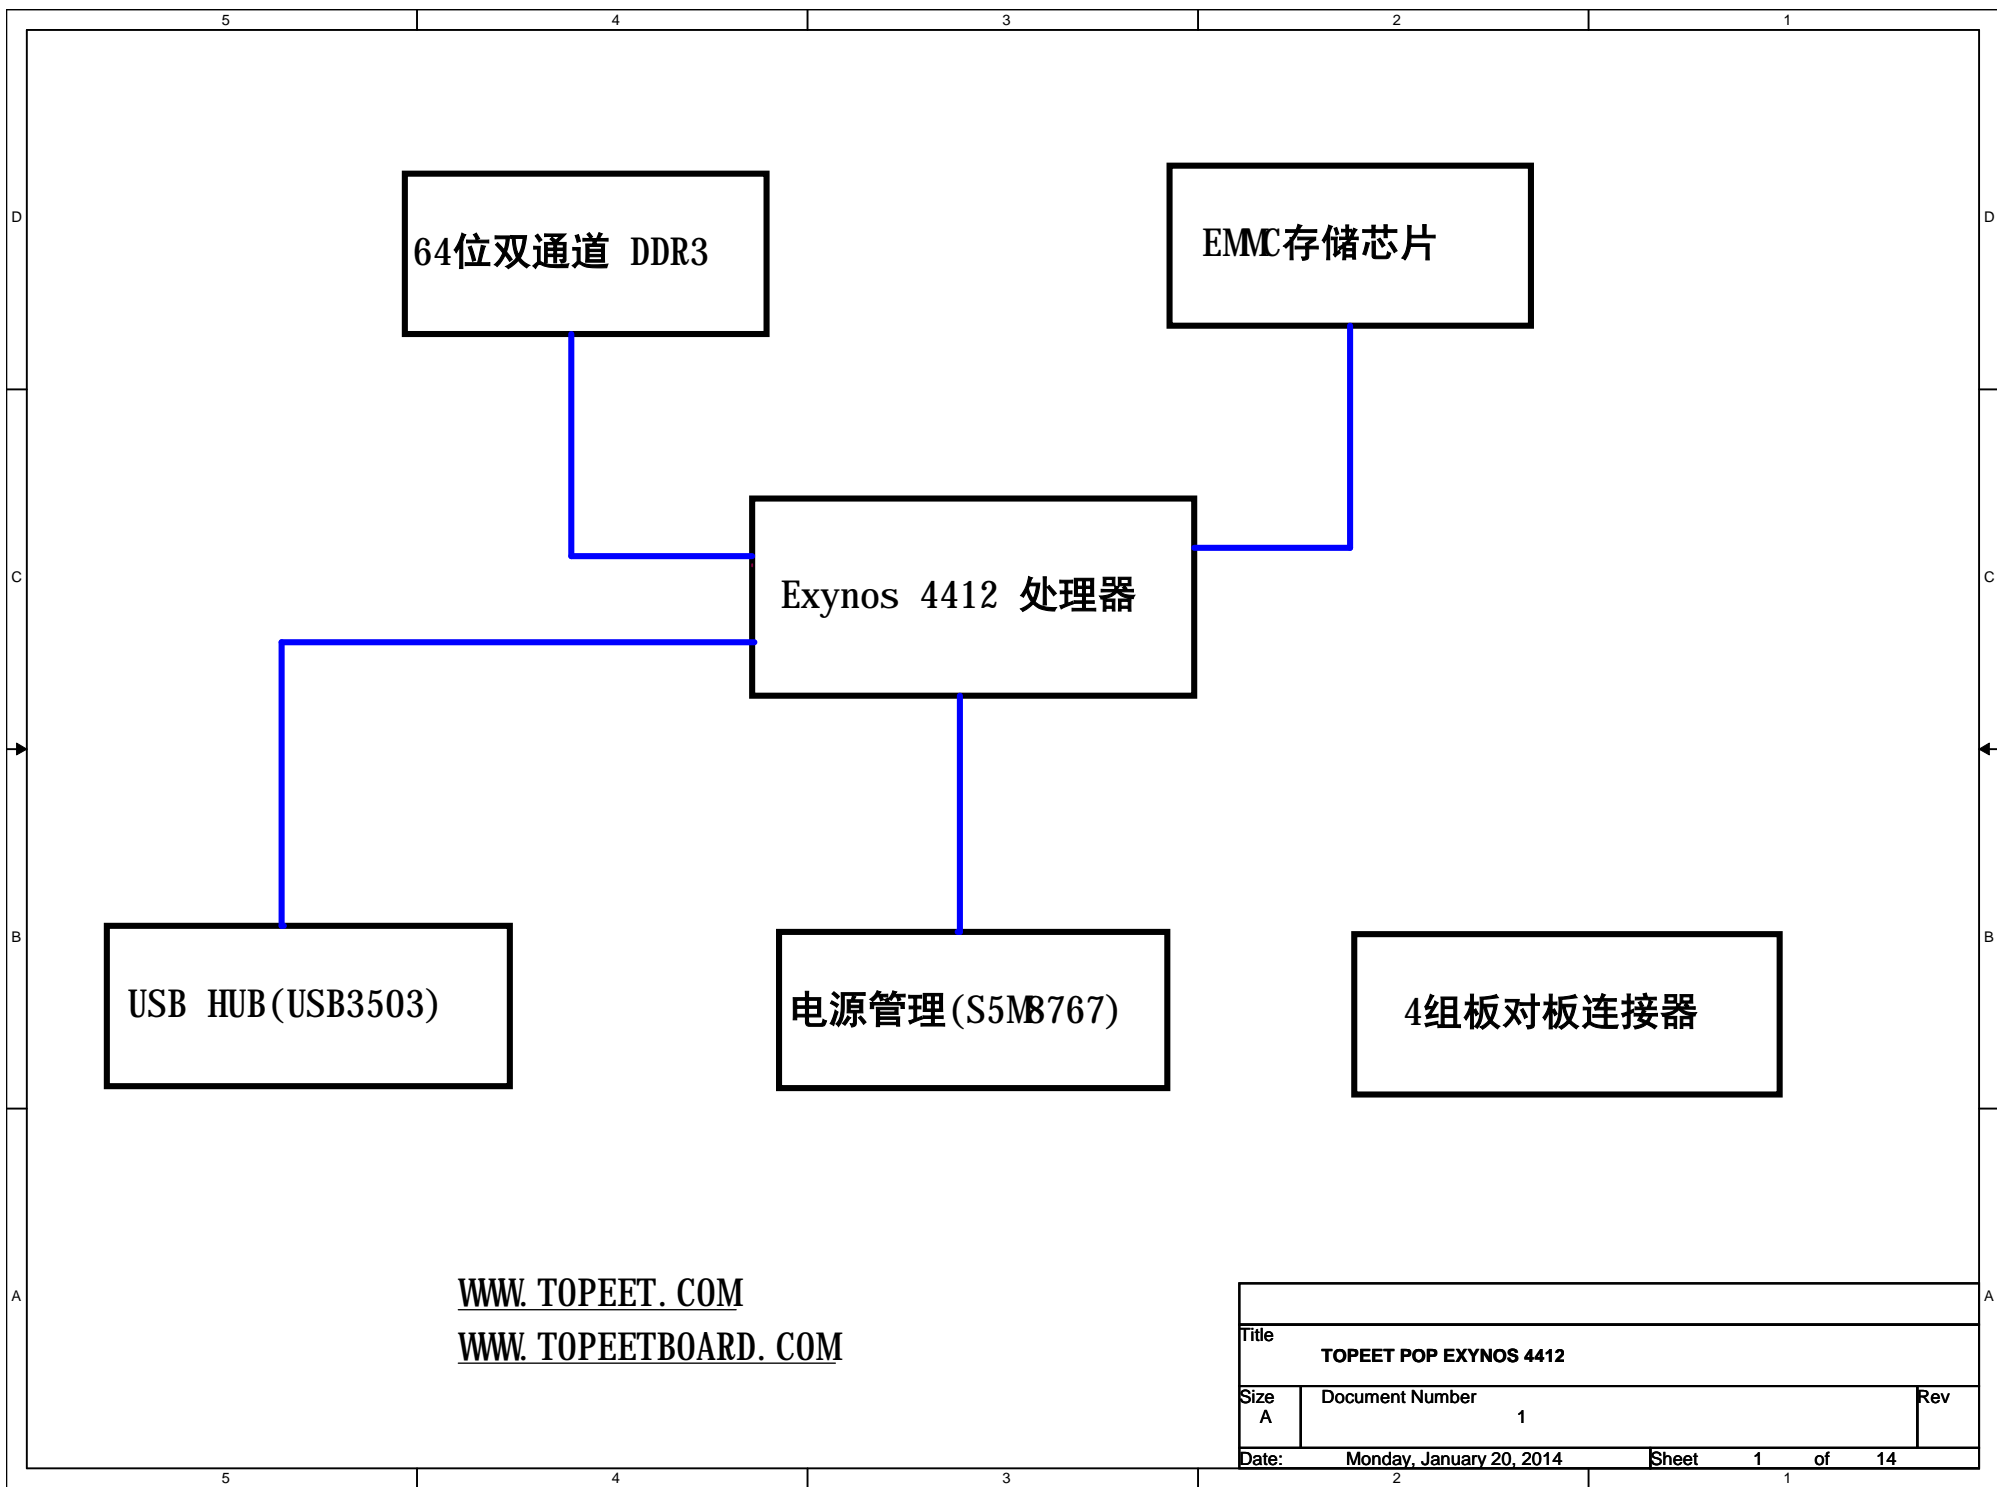 5 4 3 2 1
D D
64位双通道 DDR3
EMMC存储芯片
C C
Exynos 4412 处理器
B B
USB HUB(USB3503)
电源管理(S5M8767)
4组板对板连接器
A A
WWW.TOPEET.COM
WWW.TOPEETBOARD.COM
Title
TOPEET POP EXYNOS 4412
Size Document Number Rev
A 1
Date: Monday, January 20, 2014 Sheet 1 of 14
5 4 3 2 1